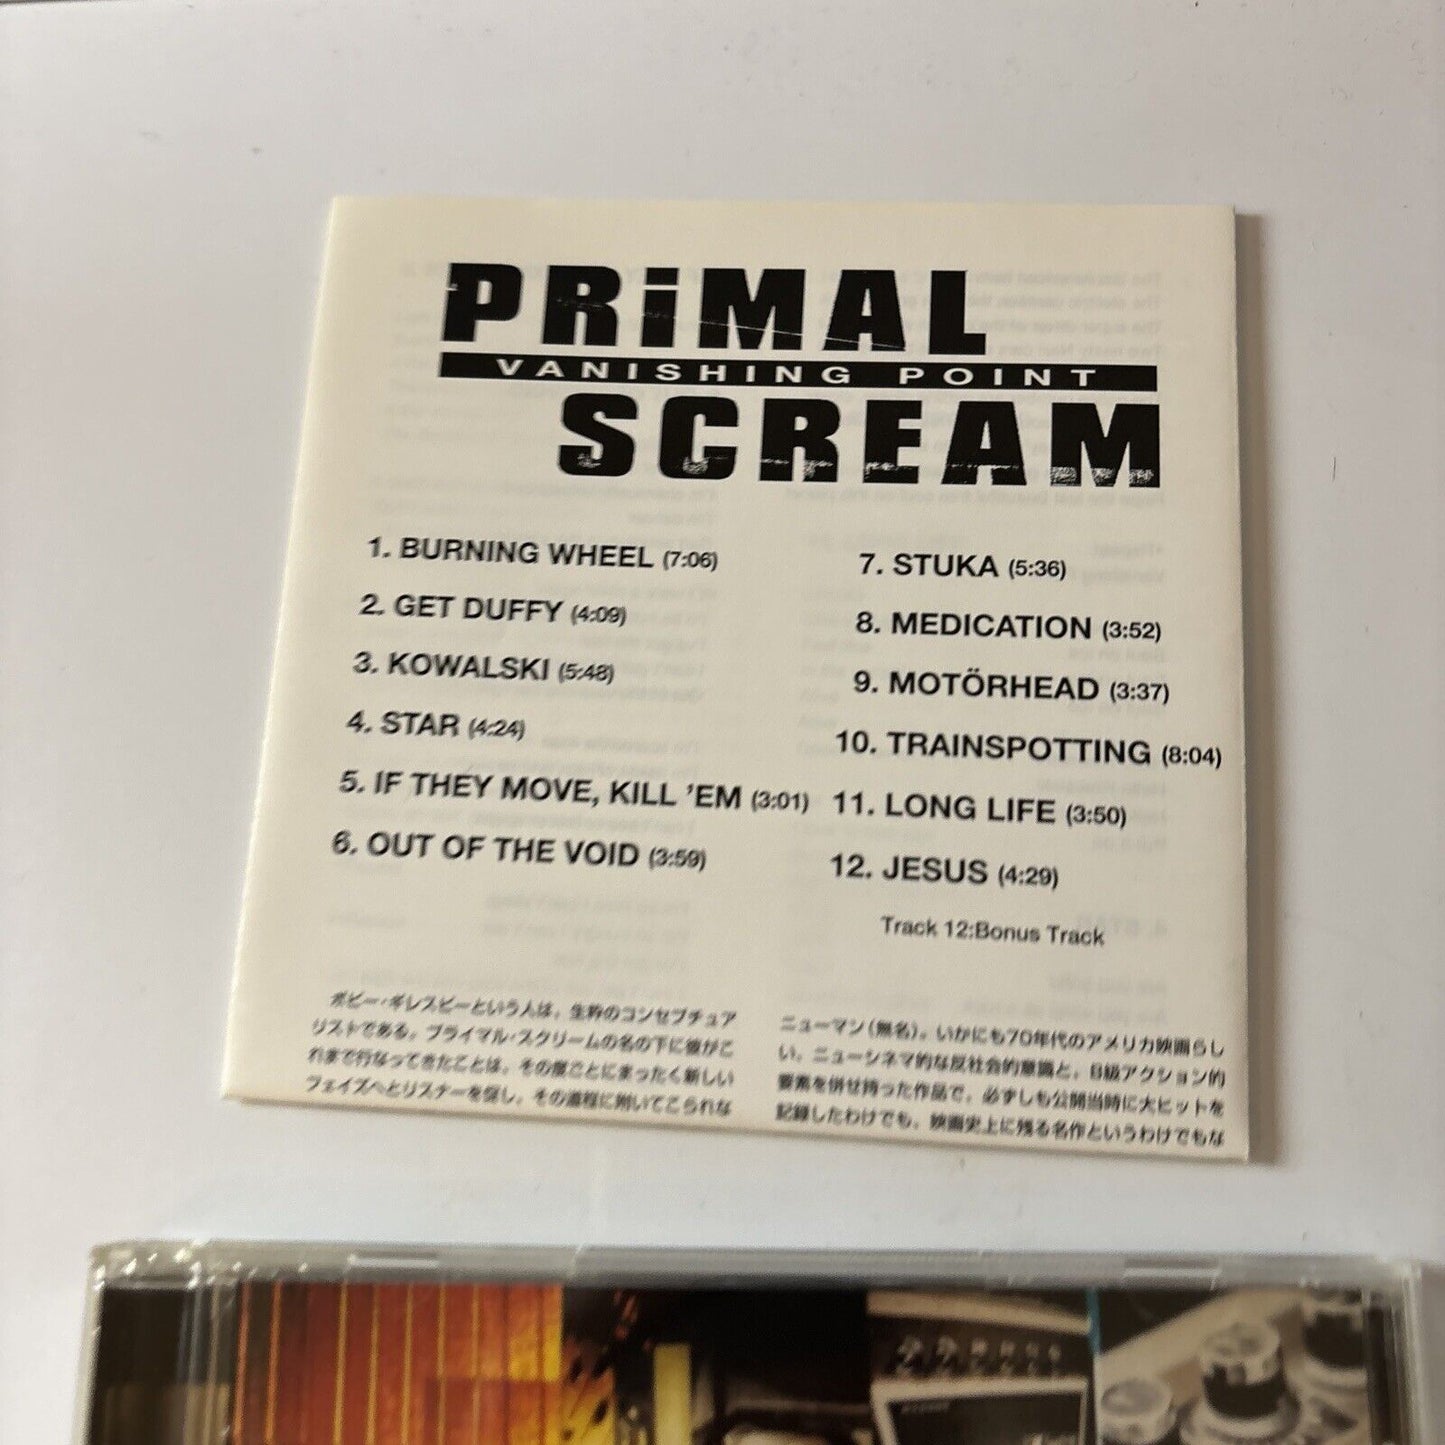 PRiMAL
VANISHING POINT
SCREAM
1. BURNING WHEEL (7:06)
2. GET DUFFY (4:09)
3. KOWALSKI (5:48)
4. STAR (4:24)
5. IF THEY MOVE, KILL 'EM (3:01)
6. OUT OF THE VOID (3:59)
7. STUKA (5:36)
8. MEDICATION (3:52)
9. MOTÖRHEAD (3:37)
10. TRAINSPOTTING (8:04)
11. LONG LIFE (3:50)
12. JESUS (4:29)
Track 12:Bonus Track
ボビー・ギレスピーという人は、生粋のコンセプチュア
リストである。プライマル・スクリームの名の下に彼がこ
れまで行なってきたことは、その度ごとにまったく新しい
フェイズへとリスナーを促し、その過程に附いてこられな
ニューマン(無名)。いかにも70年代のアメリカ映画らし
い、ニューシネマ的な反社会的意識と、B級アクション的
要素を併せ持った作品で、必ずしも公開当時に大ヒットを
記録したわけでも、映画史上に残る名作というわけでもな